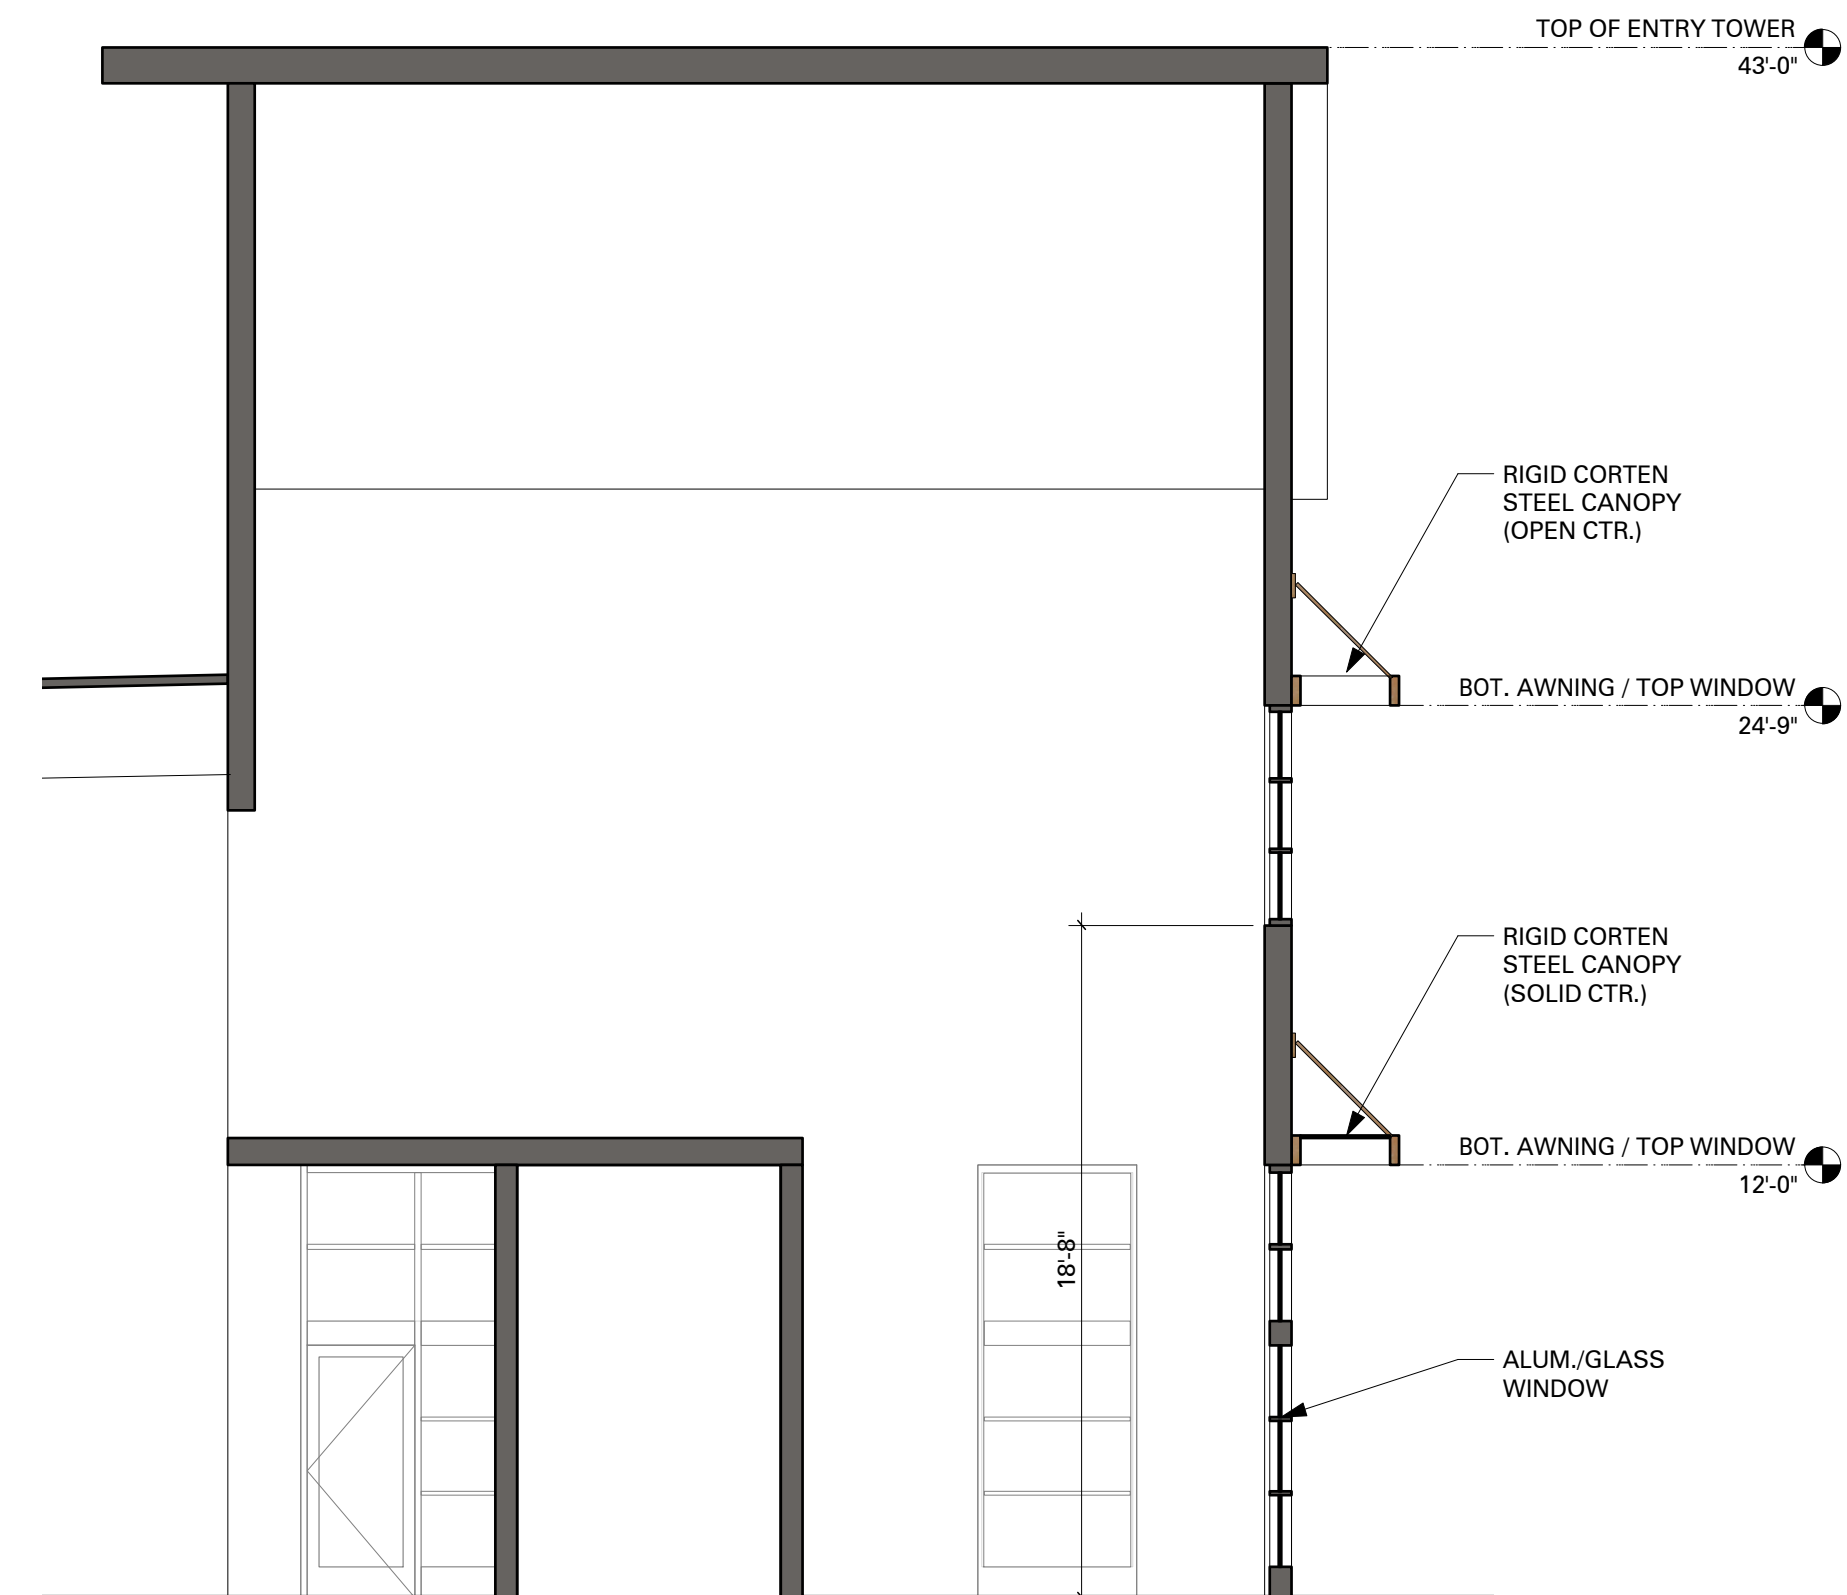 TOP OF ENTRY TOWER
43'-0"
RIGID CORTEN
STEEL CANOPY
(OPEN CTR.)
BOT. AWNING / TOP WINDOW
24'-9"
RIGID CORTEN
STEEL CANOPY
(SOLID CTR.)
BOT. AWNING / TOP WINDOW
12'-0"
18'-8"
ALUM./GLASS
WINDOW